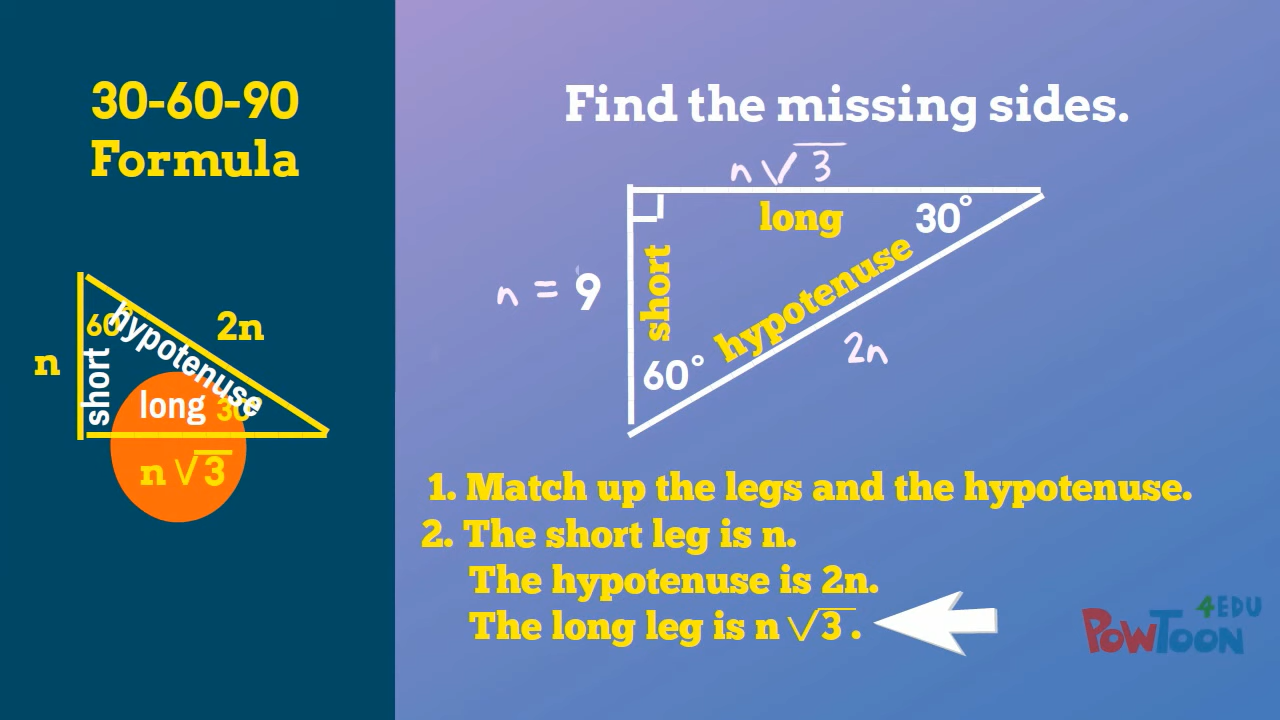 30-60-90
Formula
60
hypotenuse
2n
n
short
long 30
n √3
Find the missing sides.
n √3
long
30°
n = 9
short
hypotenuse
60°
2n
1. Match up the legs and the hypotenuse.
2. The short leg is n.
The hypotenuse is 2n.
The long leg is n √3.
4EDU
POWTOON